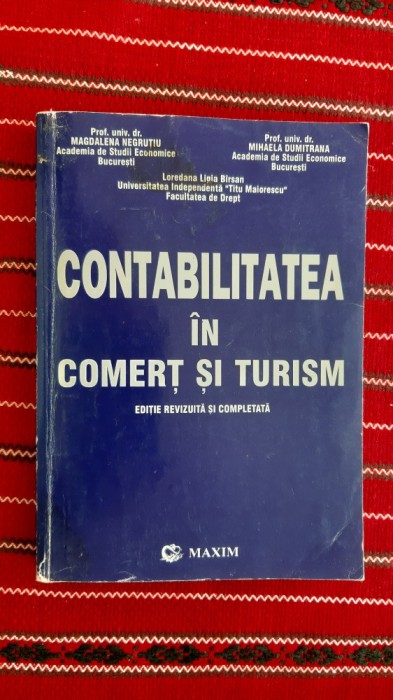 Prof. univ. dr.
MAGDALENA NEGRUȚIU
Academia de Studii Economice
București
Prof. univ. dr.
MIHAELA DUMITRANA
Academia de Studii Economice
București
Loredana Ligia Bîrsan
Universitatea Independentă "Titu Maiorescu"
Facultatea de Drept
CONTABILITATEA
ÎN
COMERȚ ȘI TURISM
EDIȚIE REVIZUITĂ ȘI COMPLETATĂ
MAXIM